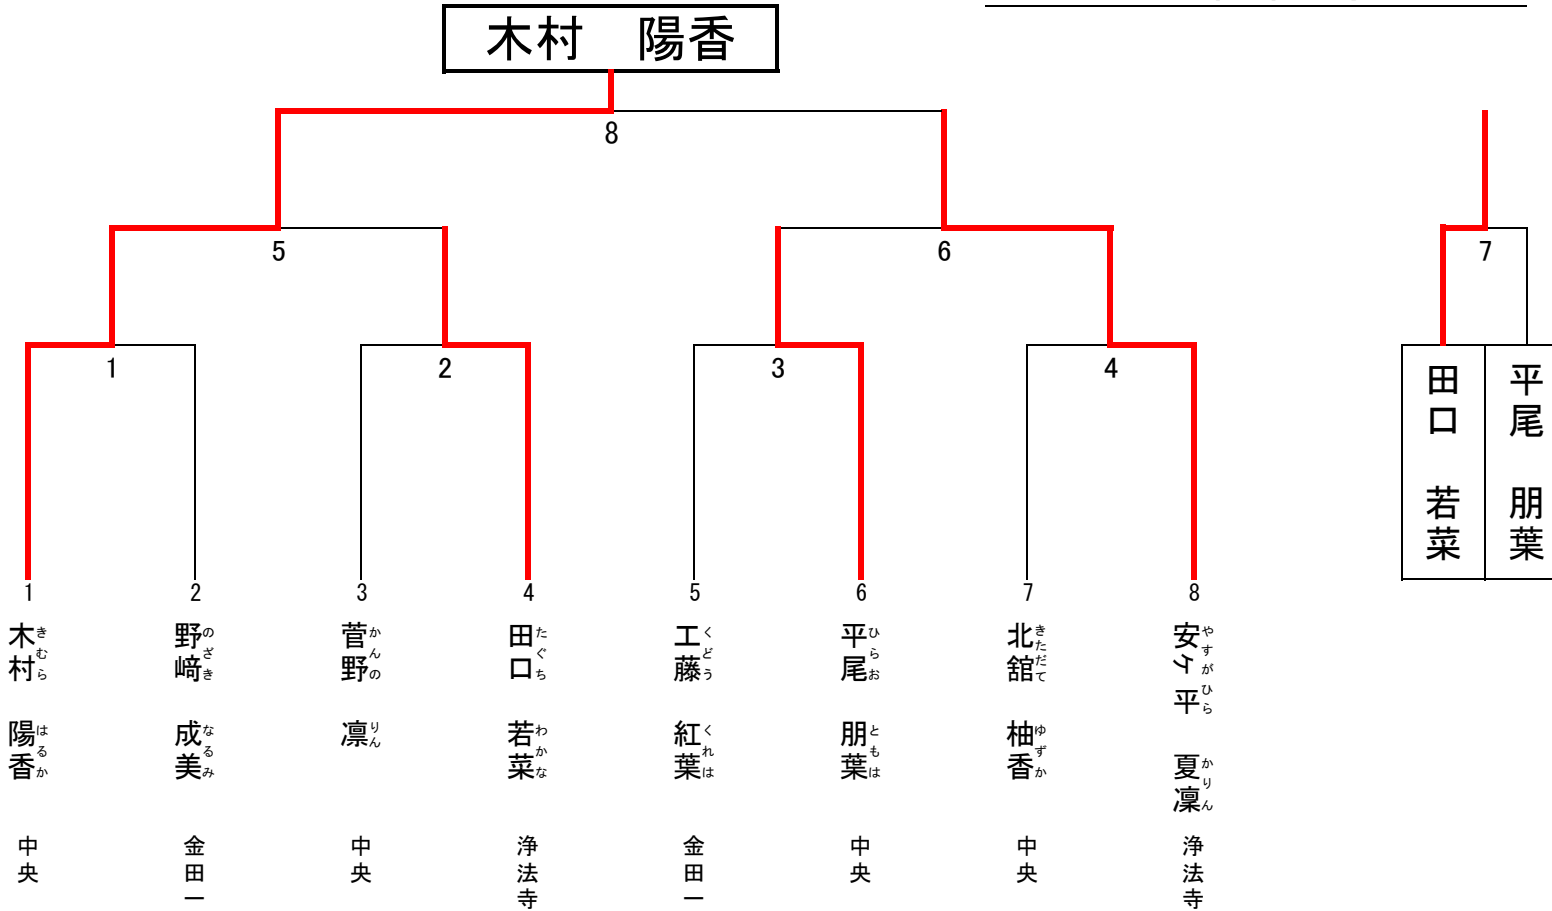 木村　陽香
8
5
6
7
1
2
3
4
田口　若菜
平尾　朋葉
1
2
3
4
5
6
7
8
木村　陽香
きむら　はるか
野﨑　成美
のざき　なるみ
菅野　凛
かんの　りん
田口　若菜
たぐち　わかな
工藤　紅葉
くどう　くれは
平尾　朋葉
ひらお　ともは
北舘　柚香
きただて　ゆずか
安ケ平　夏凜
やすがひら　かりん
中央
金田一
中央
浄法寺
金田一
中央
中央
浄法寺